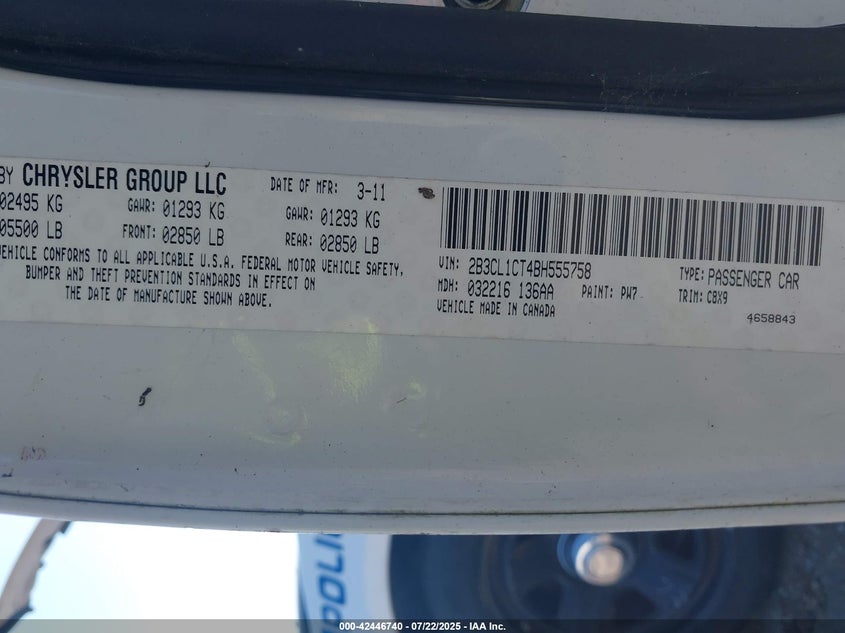 BY CHRYSLER GROUP LLC
DATE OF MFR: 3-11
02495 KG GAWR: 01293 KG GAWR: 01293 KG
05500 LB FRONT: 02850 LB REAR: 02850 LB
VEHICLE CONFORMS TO ALL APPLICABLE U.S.A. FEDERAL MOTOR VEHICLE SAFETY,
BUMPER AND THEFT PREVENTION STANDARDS IN EFFECT ON
THE DATE OF MANUFACTURE SHOWN ABOVE.
VIN: 2B3CL1CT4BH555758 TYPE: PASSENGER CAR
MDH: 032216 136AA PAINT: PW7 TRIM: C8X9
VEHICLE MADE IN CANADA 4658843
POLIC
000-42446740 - 07/22/2025 - IAA Inc.